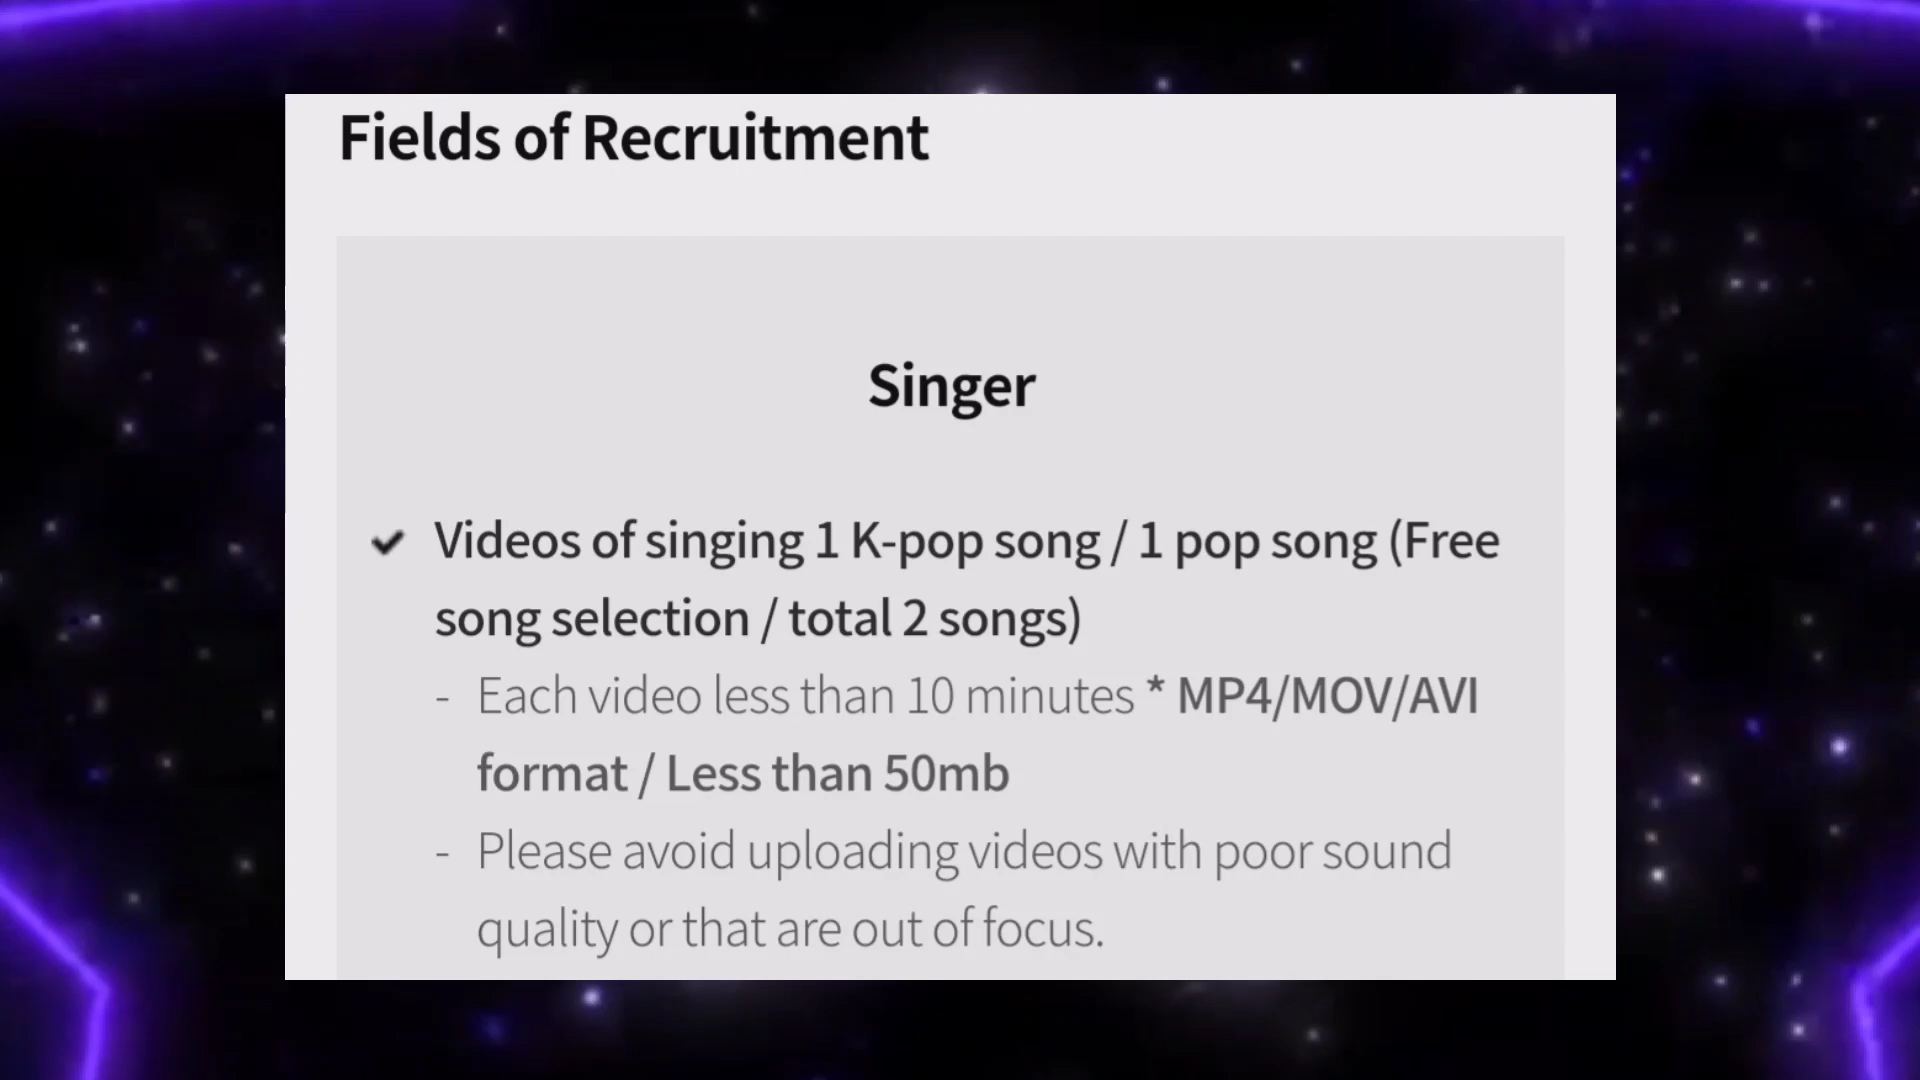 Fields of Recruitment
Singer
Videos of singing 1 K-pop song / 1 pop song (Free
song selection / total 2 songs)
- Each video less than 10 minutes * MP4/MOV/AVI
format / Less than 50mb
- Please avoid uploading videos with poor sound
quality or that are out of focus.